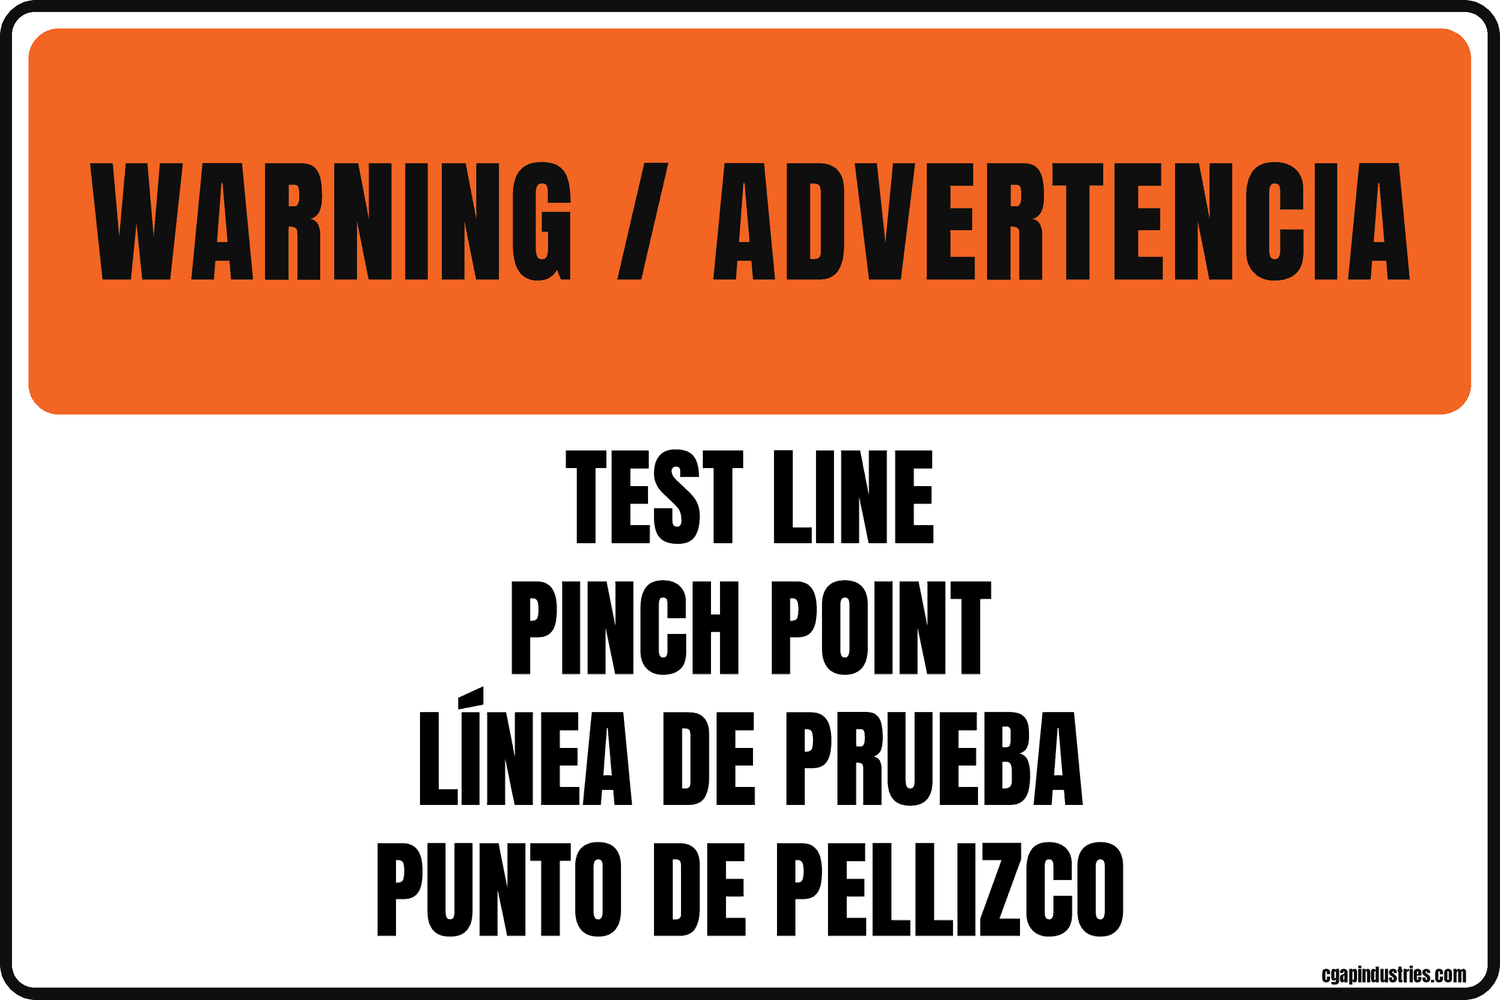 WARNING / ADVERTENCIA
TEST LINE
PINCH POINT
LÍNEA DE PRUEBA
PUNTO DE PELLIZCO
cgapindustries.com